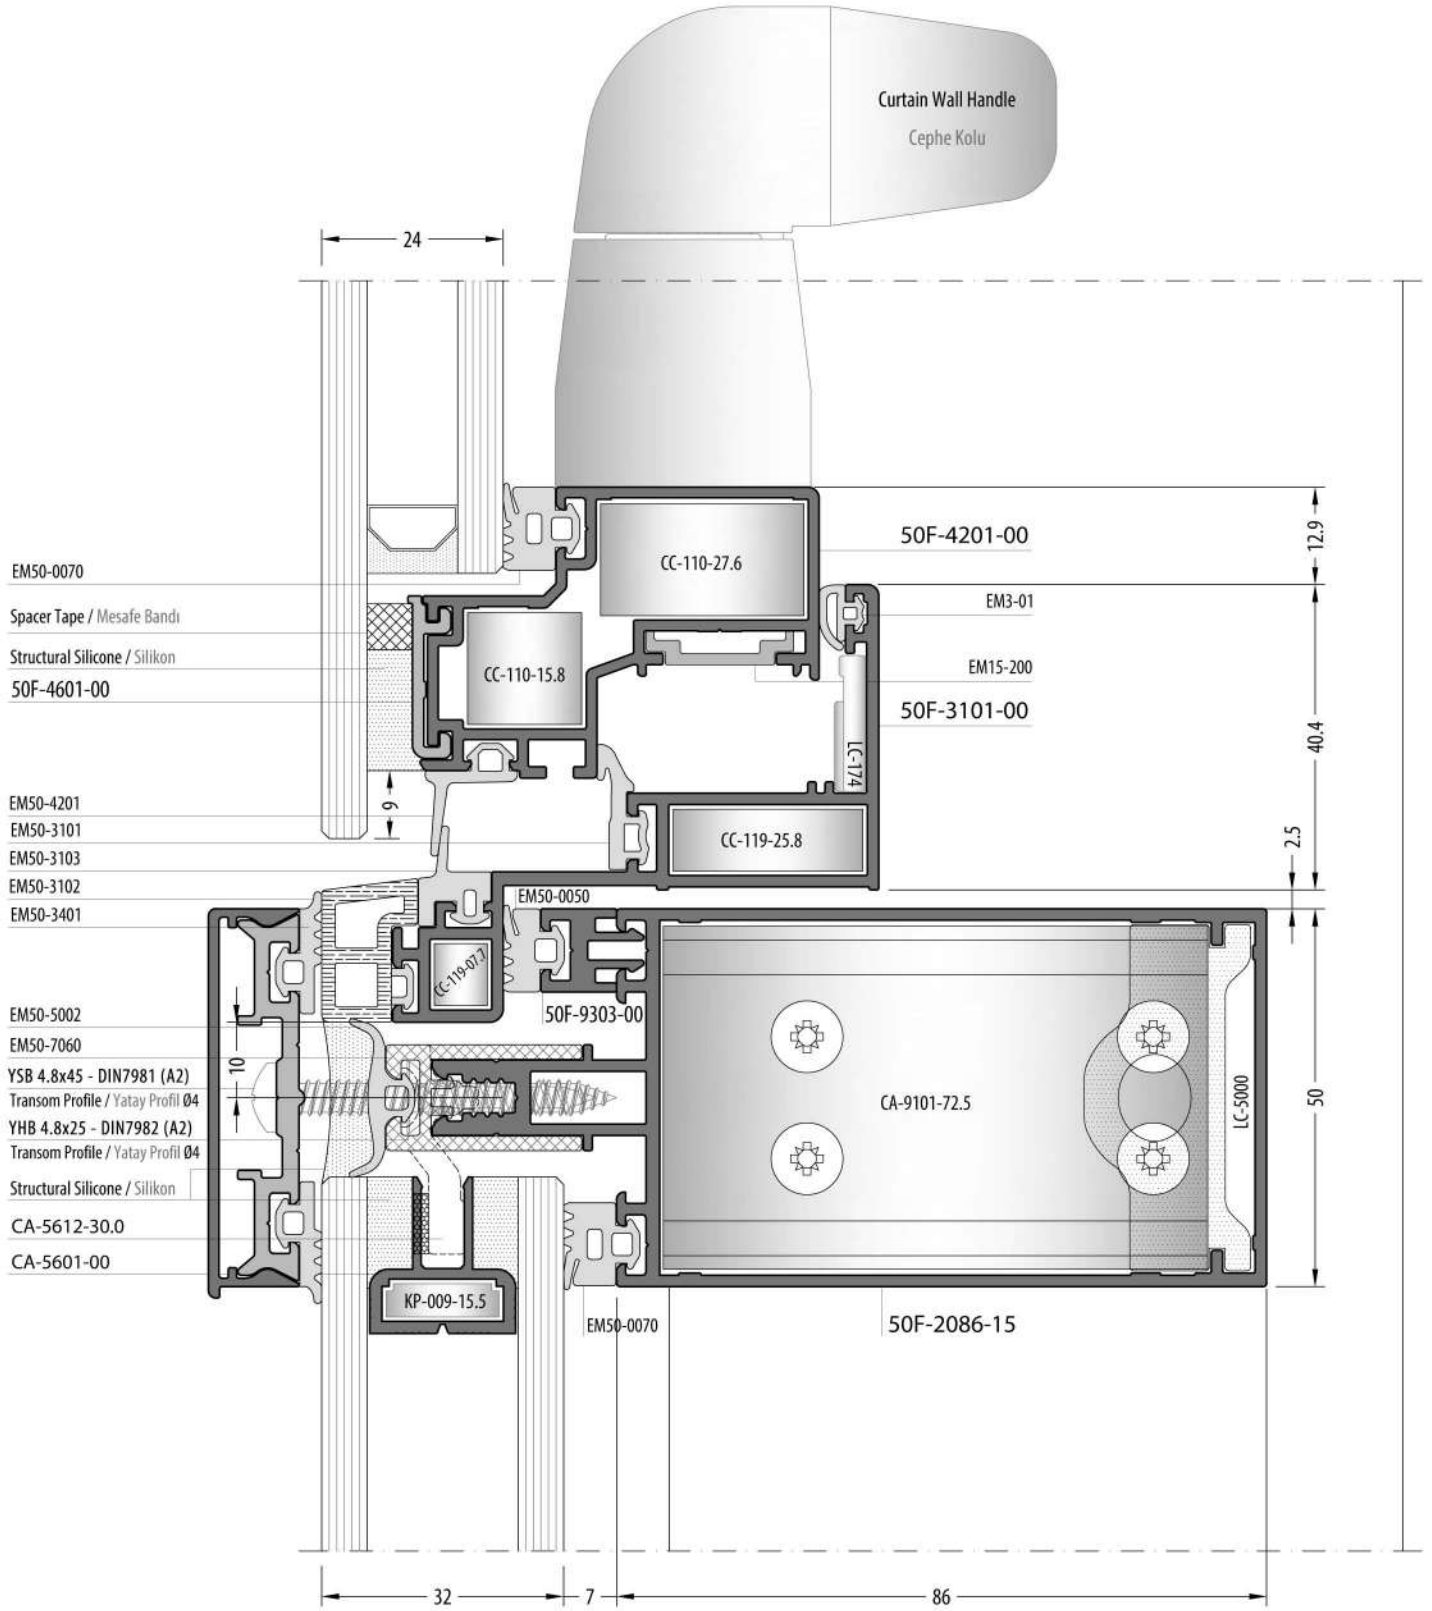 Curtain Wall Handle
Cephe Kolu
24
50F-4201-00
12.9
CC-110-27.6
EM50-0070
EM3-01
Spacer Tape / Mesafe Bandı
Structural Silicone / Silikon
EM15-200
CC-110-15.8
50F-4601-00
50F-3101-00
40.4
LC-174
9
EM50-4201
EM50-3101
CC-119-25.8
2.5
EM50-3103
EM50-3102
EM50-0050
EM50-3401
CC-119-07.7
EM50-5002
50F-9303-00
EM50-7060
10
YSB 4.8x45 - DIN7981 (A2)
Transom Profile / Yatay Profil Ø4
CA-9101-72.5
LC-5000
50
YHB 4.8x25 - DIN7982 (A2)
Transom Profile / Yatay Profil Ø4
Structural Silicone / Silikon
CA-5612-30.0
CA-5601-00
KP-009-15.5
EM50-0070
50F-2086-15
32
7
86